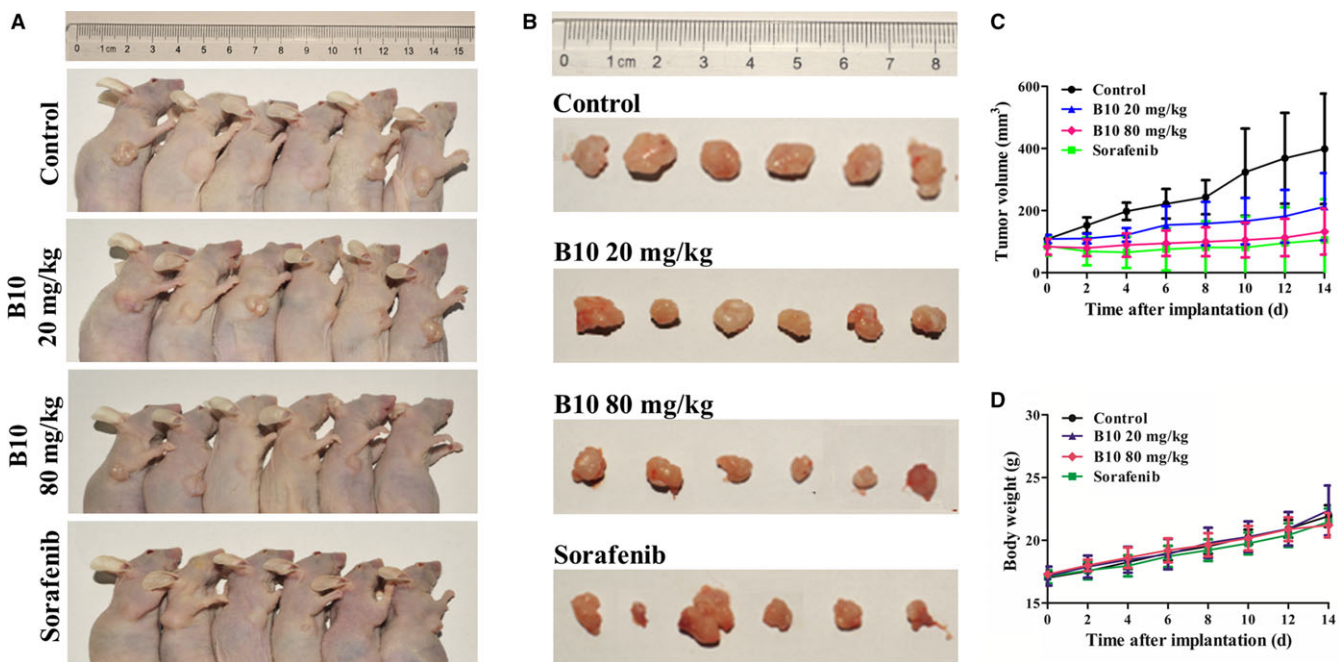 A
0 1cm 2 3 4 5 6 7 8 9 10 11 12 13 14 15
Control
B10
20 mg/kg
B10
80 mg/kg
Sorafenib
B
0 1cm 2 3 4 5 6 7 8
Control
B10 20 mg/kg
B10 80 mg/kg
Sorafenib
C
Control
B10 20 mg/kg
B10 80 mg/kg
Sorafenib
Tumor volume (mm³)
600
400
200
0
0 2 4 6 8 10 12 14
Time after implantation (d)
D
Control
B10 20 mg/kg
B10 80 mg/kg
Sorafenib
Body weight (g)
30
25
20
15
0 2 4 6 8 10 12 14
Time after implantation (d)